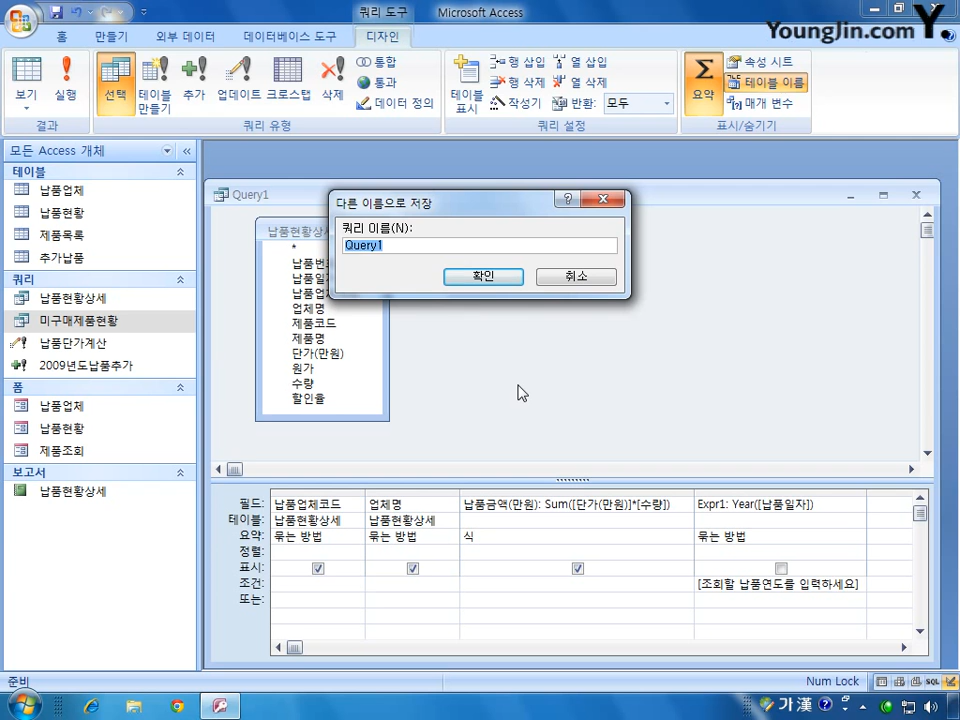 쿼리 도구
Microsoft Access
YoungJin.com Y.
홈
만들기
외부 데이터
데이터베이스 도구
디자인
보기
실행
결과
선택
테이블
만들기
추가
업데이트
크로스탭
삭제
통합
통과
데이터 정의
쿼리 유형
테이블
표시
행 삽입
행 삭제
작성기
열 삽입
열 삭제
반환: 모두
쿼리 설정
요약
속성 시트
테이블 이름
매개 변수
표시/숨기기
모든 Access 개체
테이블
납품업체
납품현황
제품목록
추가납품
쿼리
납품현황상세
미구매제품현황
납품단가계산
2009년도납품추가
폼
납품업체
납품현황
제품조회
보고서
납품현황상세
Query1
다른 이름으로 저장
쿼리 이름(N):
Query1
확인
취소
*
업체명
제품코드
제품명
단가(만원)
원가
수량
할인율
필드: 납품업체코드 업체명 납품금액(만원): Sum([단가(만원)]*[수량]) Expr1: Year([납품일자])
테이블: 납품현황상세 납품현황상세
요약: 묶는 방법 묶는 방법 식 묶는 방법
정렬:
표시:
조건: [조회할 납품연도를 입력하세요]
또는:
준비
Num Lock
SQL
가 漢